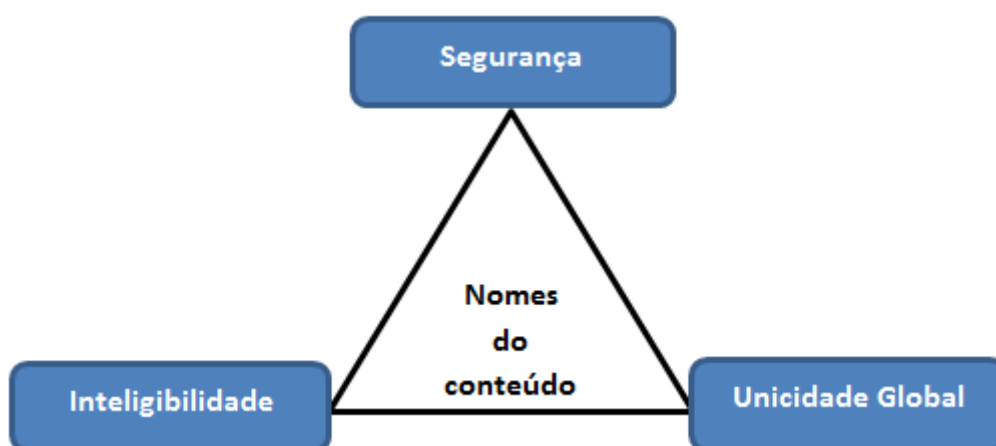 Segurança
Nomes
do
conteúdo
Inteligibilidade
Unicidade Global